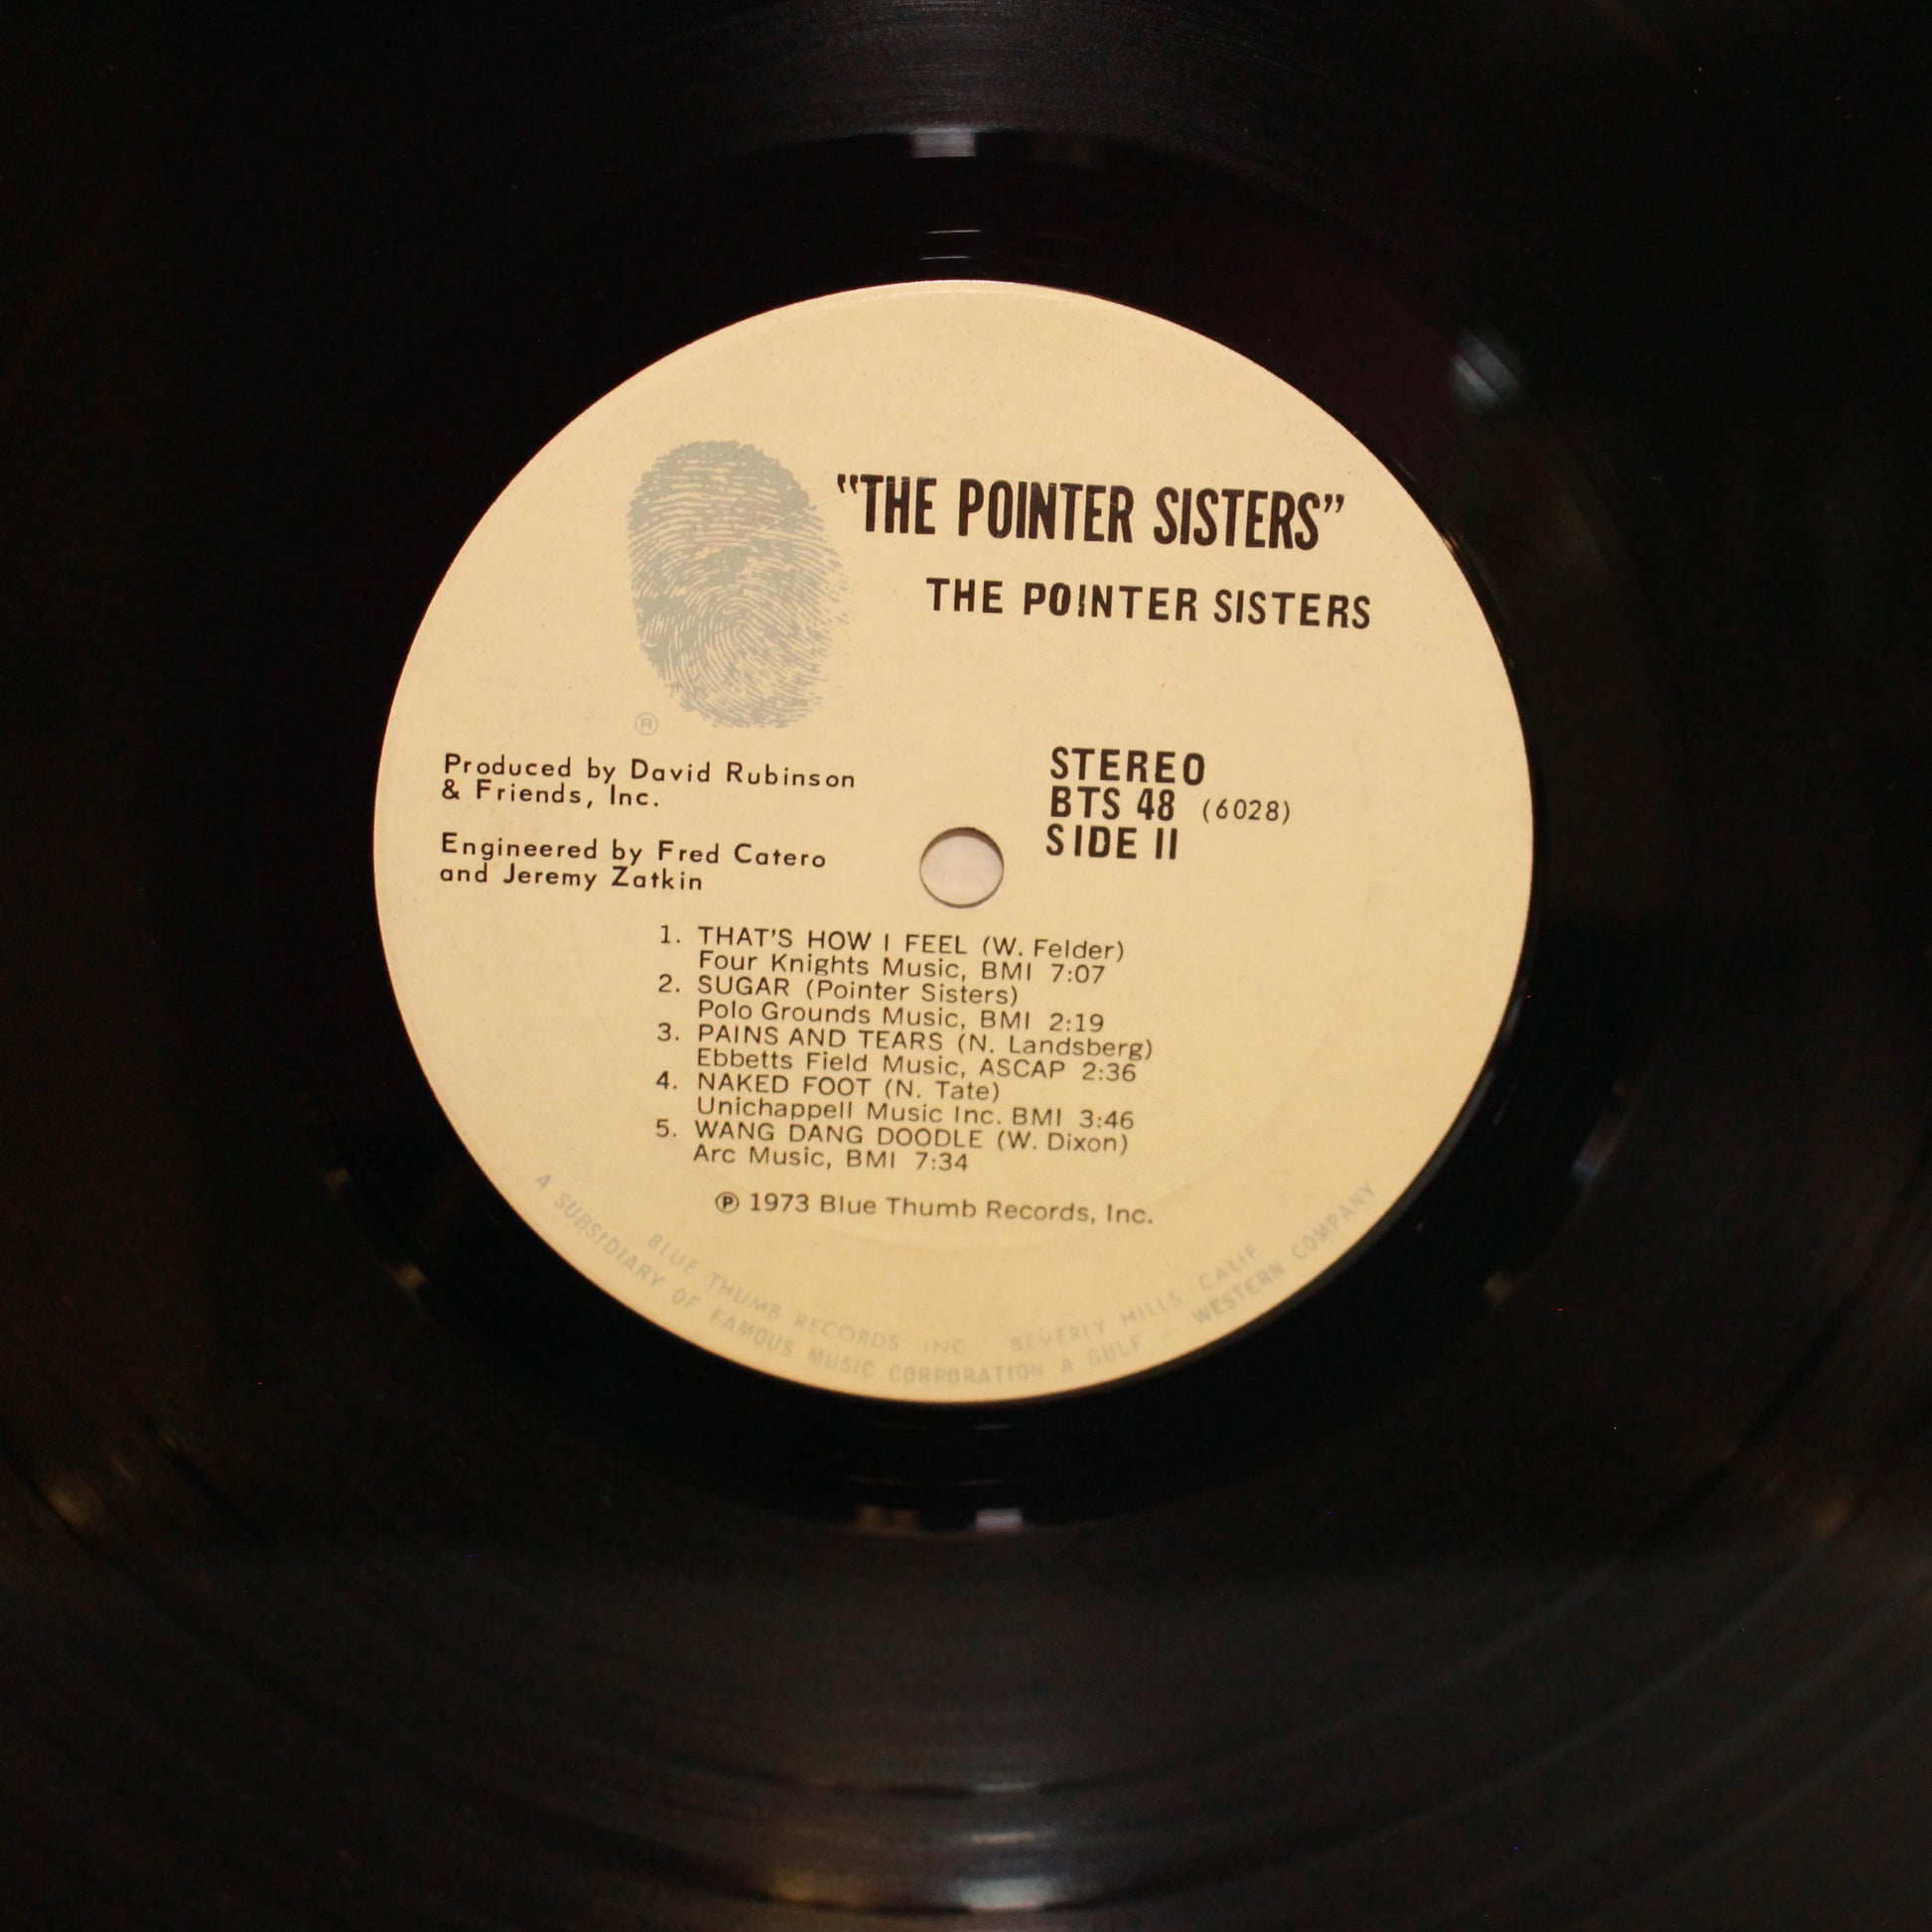 "THE POINTER SISTERS"
THE POINTER SISTERS
®
Produced by David Rubinson
& Friends, Inc.
Engineered by Fred Catero
and Jeremy Zatkin
STEREO
BTS 48 (6028)
SIDE II
1. THAT'S HOW I FEEL (W. Felder)
Four Knights Music, BMI 7:07
2. SUGAR (Pointer Sisters)
Polo Grounds Music, BMI 2:19
3. PAINS AND TEARS (N. Landsberg)
Ebbetts Field Music, ASCAP 2:36
4. NAKED FOOT (N. Tate)
Unichappell Music Inc. BMI 3:46
5. WANG DANG DOODLE (W. Dixon)
Arc Music, BMI 7:34
℗ 1973 Blue Thumb Records, Inc.
BLUE THUMB RECORDS INC. BEVERLY HILLS, CALIF.
A SUBSIDIARY OF FAMOUS MUSIC CORPORATION A GULF + WESTERN COMPANY